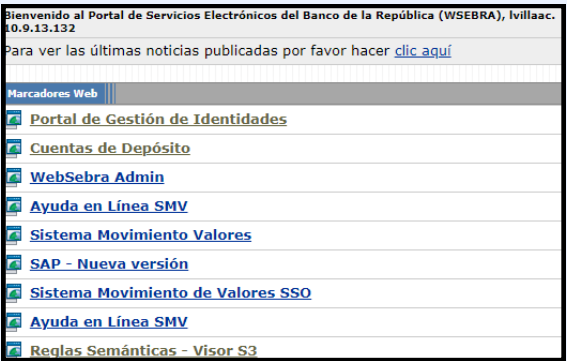 Bienvenido al Portal de Servicios Electrónicos del Banco de la República (WSEBRA), lvillaac.
10.9.13.132
Para ver las últimas noticias publicadas por favor hacer clic aquí
Marcadores Web
Portal de Gestión de Identidades
Cuentas de Depósito
WebSebra Admin
Ayuda en Línea SMV
Sistema Movimiento Valores
SAP - Nueva versión
Sistema Movimiento de Valores SSO
Ayuda en Línea SMV
Reglas Semánticas - Visor S3